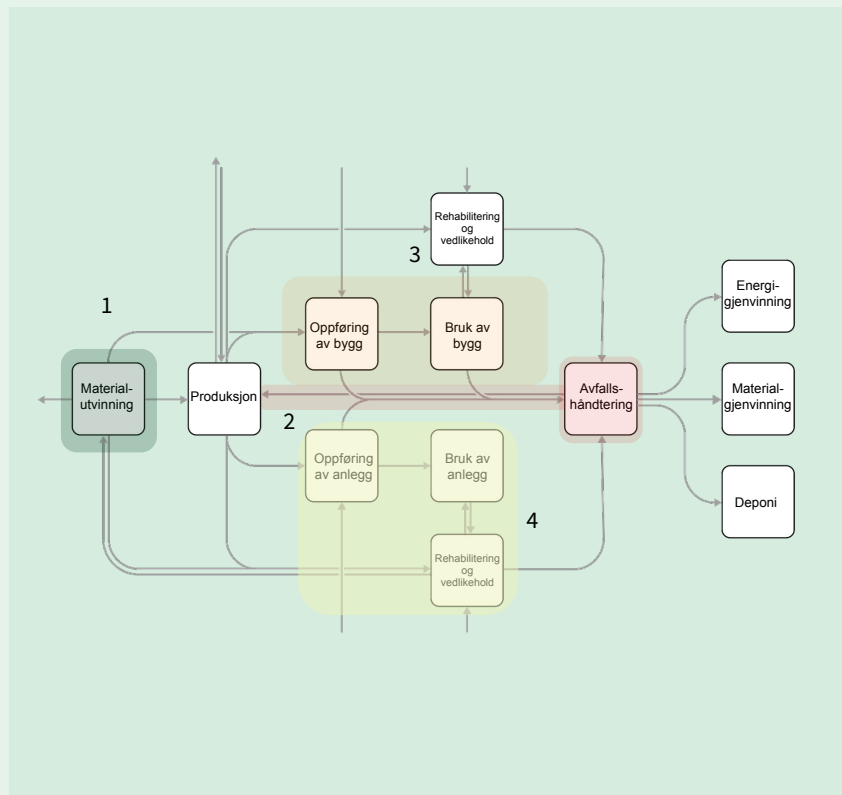 Rehabilitering
og
vedlikehold
3
1
Energi-
gjenvinning
Oppføring
av bygg
Bruk av
bygg
Material-
utvinning
Produksjon
Avfalls-
håndtering
Material-
gjenvinning
2
Oppføring
av anlegg
Bruk av
anlegg
4
Deponi
Rehabilitering
og
vedlikehold